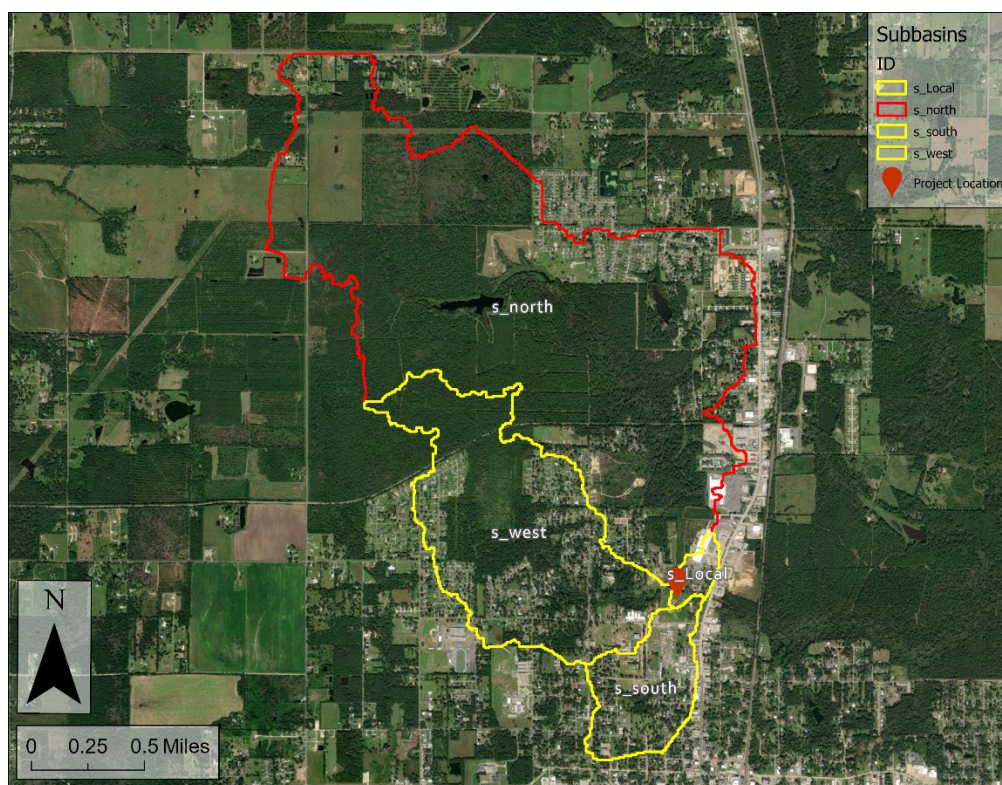 Subbasins
ID
s_Local
s_north
s_south
s_west
Project Location
s_north
s_west
s_Local
s_south
N
0 0.25 0.5 Miles